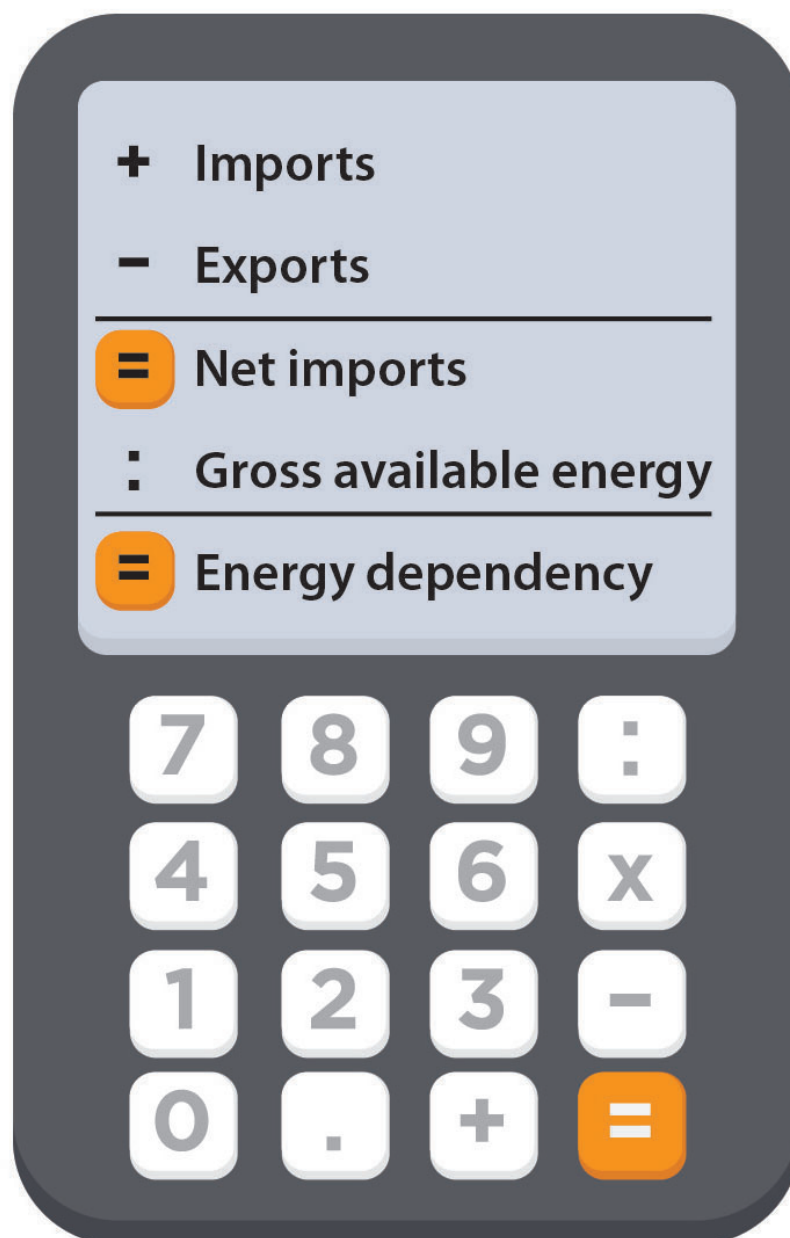 + Imports
- Exports
= Net imports
: Gross available energy
= Energy dependency
7 8 9 :
4 5 6 x
1 2 3 -
0 . + =